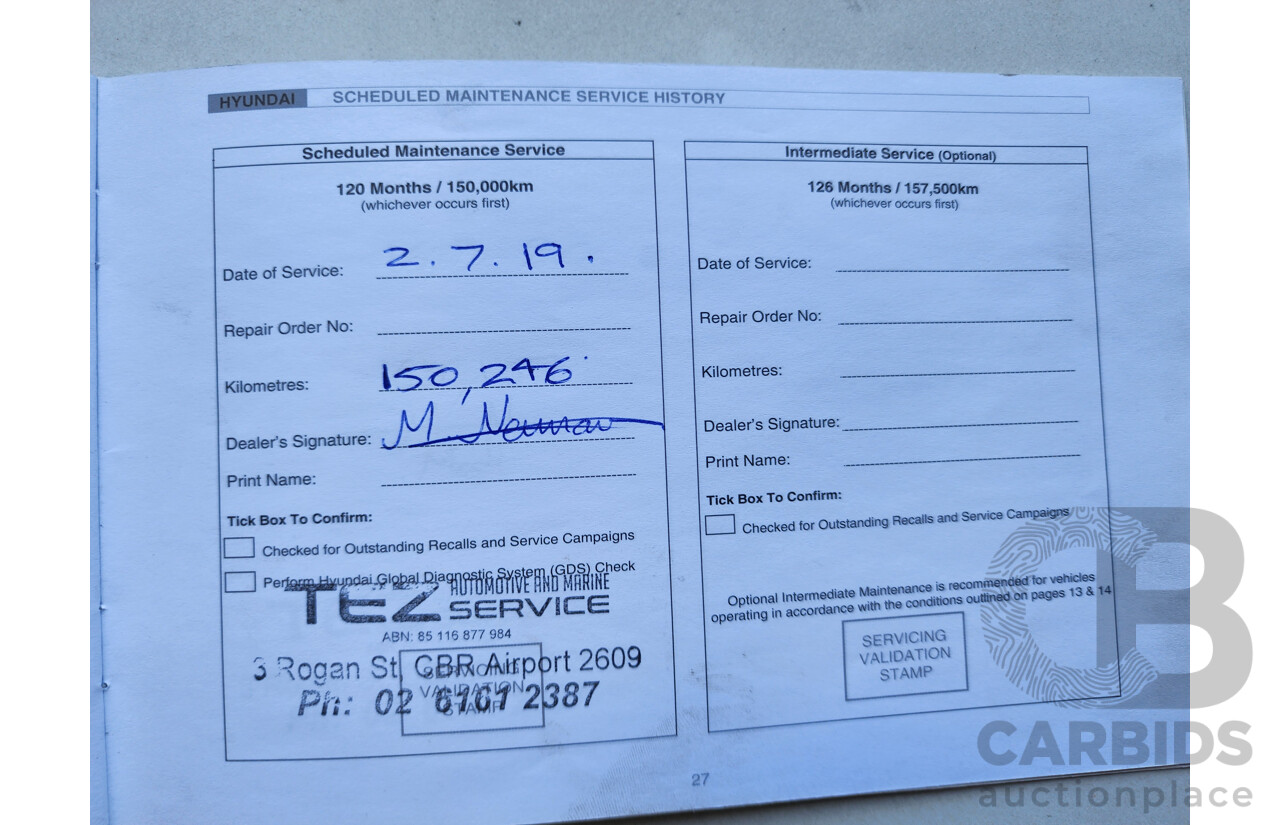 HYUNDAI SCHEDULED MAINTENANCE SERVICE HISTORY
Scheduled Maintenance Service
120 Months / 150,000km
(whichever occurs first)
Date of Service: 2.7.19.
Repair Order No:
Kilometres: 150,246
Dealer's Signature: M.
Print Name:
Tick Box To Confirm:
Checked for Outstanding Recalls and Service Campaigns
Perform Hyundai Global Diagnostic System (GDS) Check
TEZ AUTOMOTIVE AND MARINE
SERVICE
ABN: 85 116 877 984
3 Rogan St, CBR Airport 2609
Ph: 02 6161 2387
SERVICING
VALIDATION
STAMP
Intermediate Service (Optional)
126 Months / 157,500km
(whichever occurs first)
Date of Service:
Repair Order No:
Kilometres:
Dealer's Signature:
Print Name:
Tick Box To Confirm:
Checked for Outstanding Recalls and Service Campaigns
Optional Intermediate Maintenance is recommended for vehicles
operating in accordance with the conditions outlined on pages 13 & 14
SERVICING
VALIDATION
STAMP
27
CB
CARBIDS
auctionplace